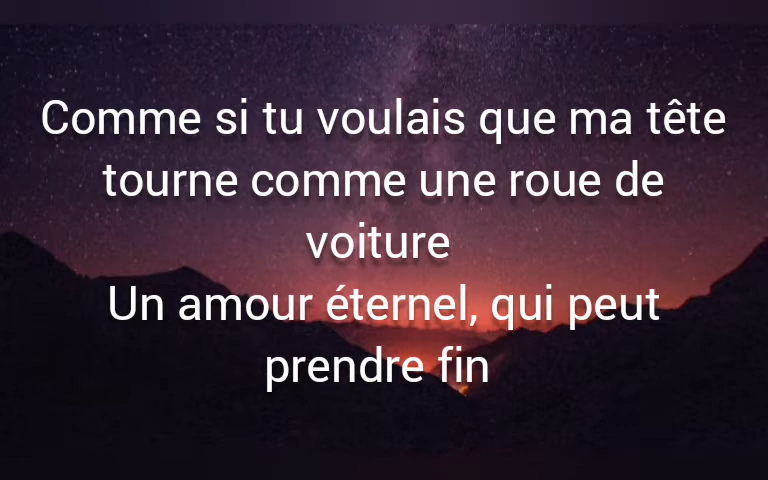 Comme si tu voulais que ma tête
tourne comme une roue de
voiture
Un amour éternel, qui peut
prendre fin